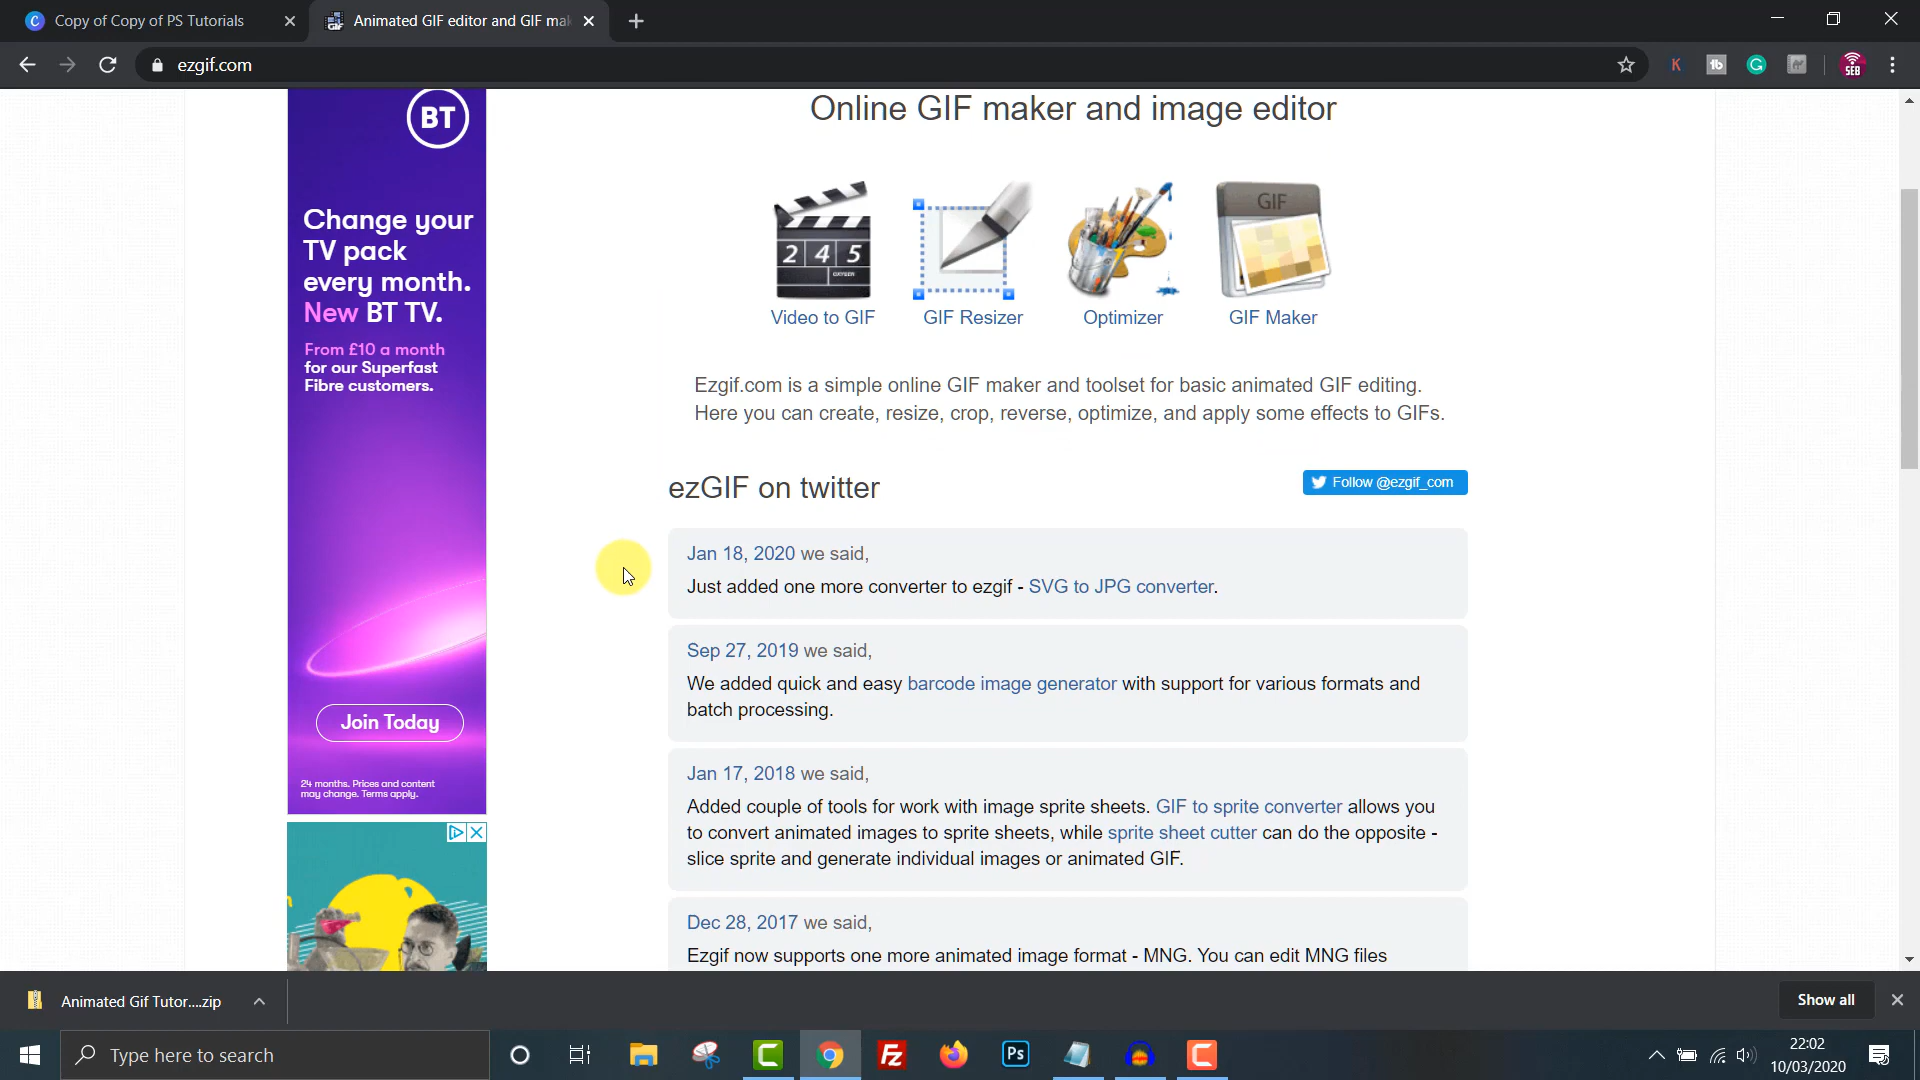 Copy of Copy of PS Tutorials
Animated GIF editor and GIF mak
ezgif.com
Online GIF maker and image editor
BT
Change your
TV pack
every month.
New BT TV.
From £10 a month
for our Superfast
Fibre customers.
Join Today
24 months. Prices and content
may change. Terms apply.
2 4 5
GIF
Video to GIF
GIF Resizer
Optimizer
GIF Maker
Ezgif.com is a simple online GIF maker and toolset for basic animated GIF editing.
Here you can create, resize, crop, reverse, optimize, and apply some effects to GIFs.
ezGIF on twitter
Follow @ezgif_com
Jan 18, 2020 we said,
Just added one more converter to ezgif - SVG to JPG converter.
Sep 27, 2019 we said,
We added quick and easy barcode image generator with support for various formats and
batch processing.
Jan 17, 2018 we said,
Added couple of tools for work with image sprite sheets. GIF to sprite converter allows you
to convert animated images to sprite sheets, while sprite sheet cutter can do the opposite -
slice sprite and generate individual images or animated GIF.
Dec 28, 2017 we said,
Ezgif now supports one more animated image format - MNG. You can edit MNG files
Animated Gif Tutor....zip
Show all
Type here to search
Ps
22:02
10/03/2020